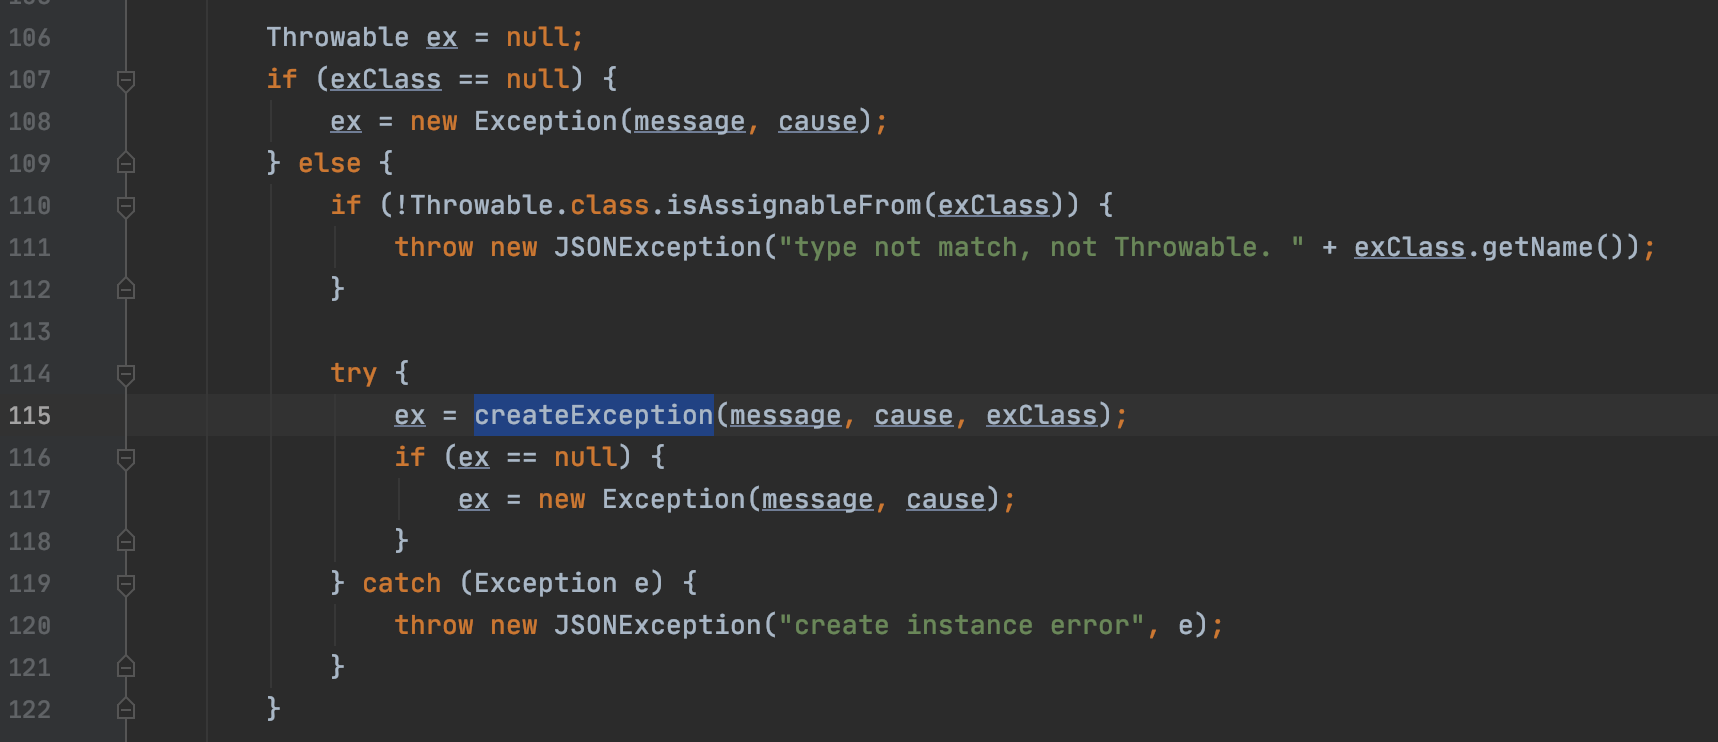 106 Throwable ex = null;
107 if (exClass == null) {
108 ex = new Exception(message, cause);
109 } else {
110 if (!Throwable.class.isAssignableFrom(exClass)) {
111 throw new JSONException("type not match, not Throwable. " + exClass.getName());
112 }
113
114 try {
115 ex = createException(message, cause, exClass);
116 if (ex == null) {
117 ex = new Exception(message, cause);
118 }
119 } catch (Exception e) {
120 throw new JSONException("create instance error", e);
121 }
122 }